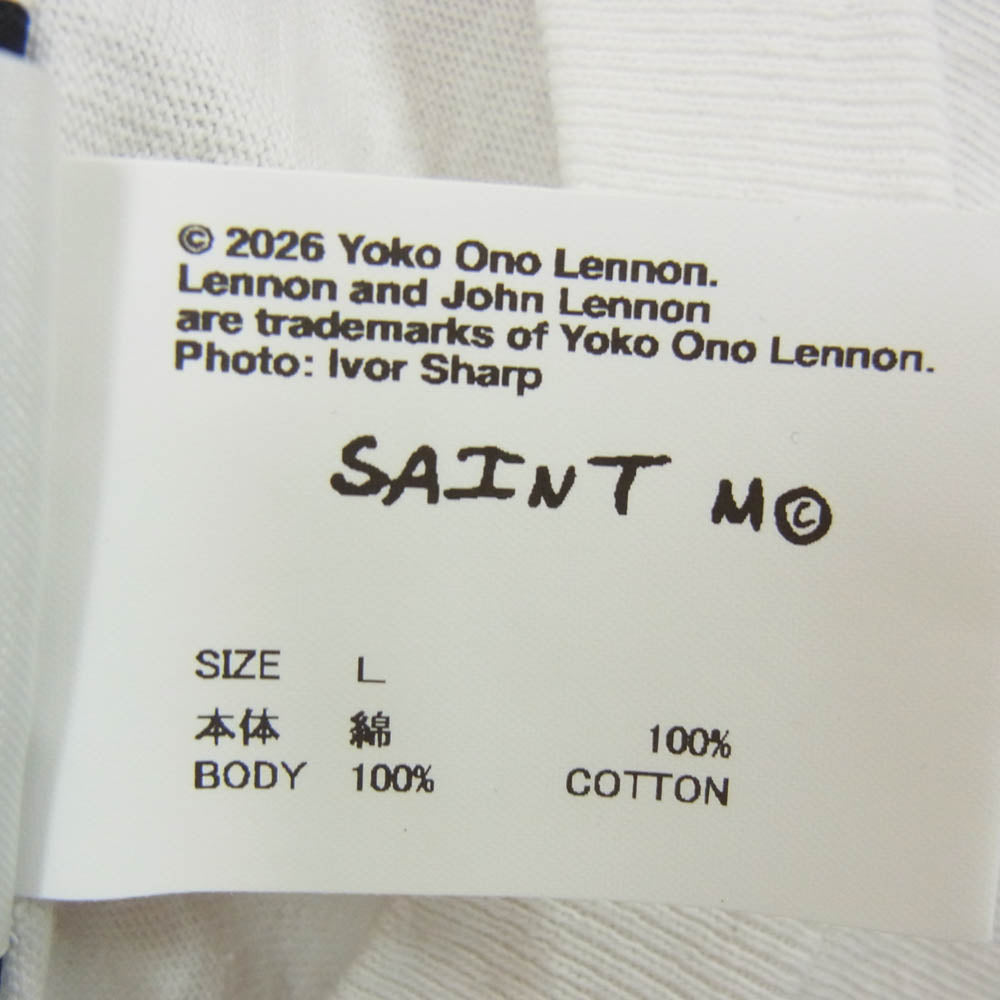 © 2026 Yoko Ono Lennon.
Lennon and John Lennon
are trademarks of Yoko Ono Lennon.
Photo: Ivor Sharp
SAINT M©
SIZE L
本体 綿 100%
BODY 100% COTTON